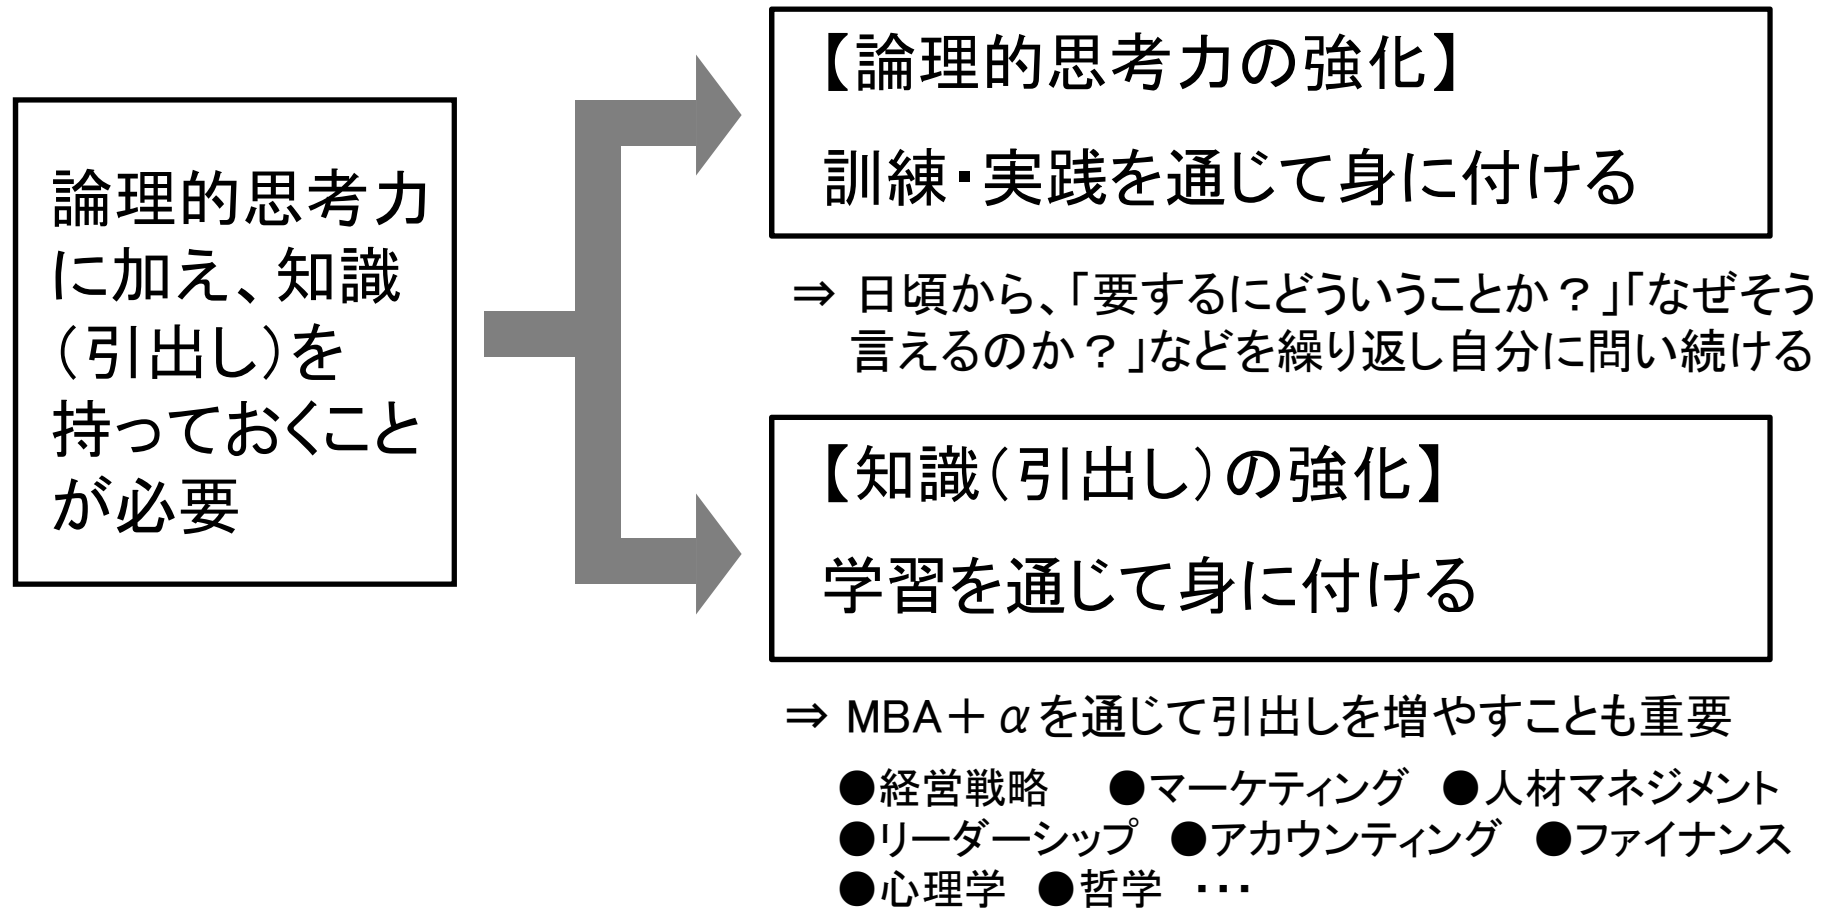 論理的思考力
に加え、知識
（引出し）を
持っておくこと
が必要
【論理的思考力の強化】
訓練・実践を通じて身に付ける
⇒ 日頃から、「要するにどういうことか？」「なぜそう
言えるのか？」などを繰り返し自分に問い続ける
【知識（引出し）の強化】
学習を通じて身に付ける
⇒ MBA＋αを通じて引出しを増やすことも重要
●経営戦略 ●マーケティング ●人材マネジメント
●リーダーシップ ●アカウンティング ●ファイナンス
●心理学 ●哲学 ・・・